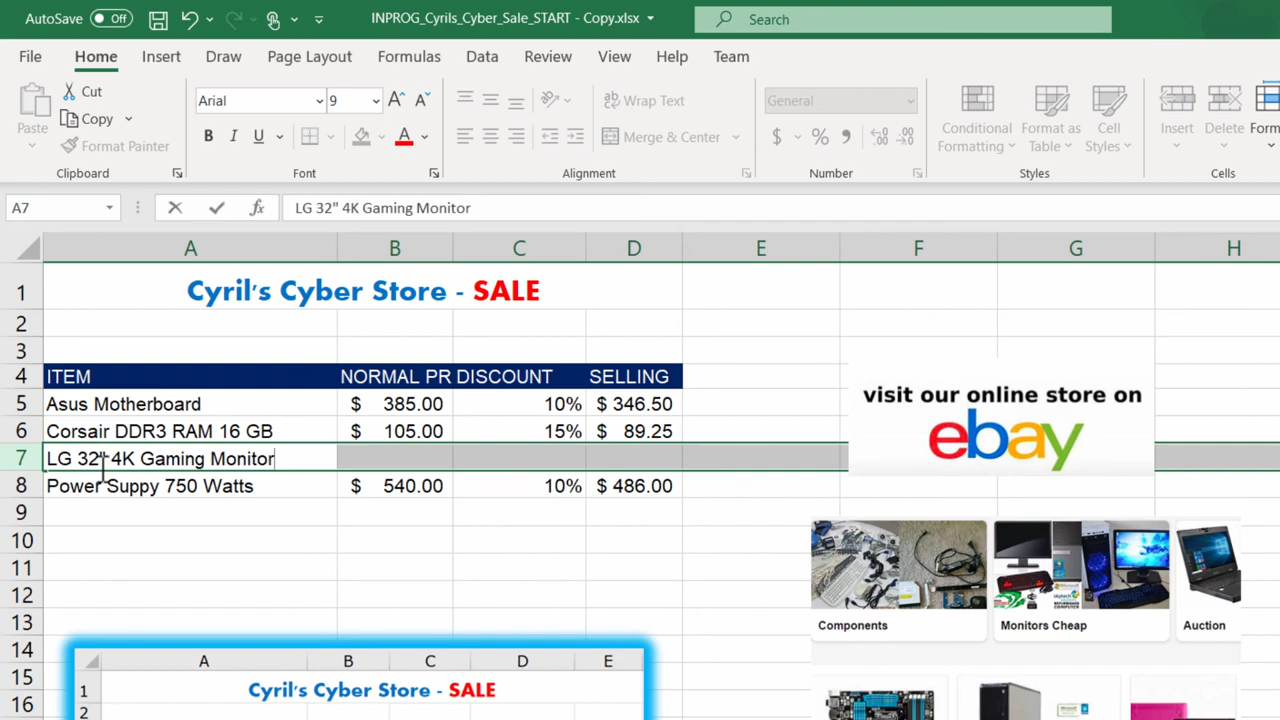 AutoSave Off INPROG_Cyrils_Cyber_Sale_START - Copy.xlsx Search
File Home Insert Draw Page Layout Formulas Data Review View Help Team
Paste
Cut
Copy
Format Painter
Clipboard
Arial 9
B I U A
Font
Wrap Text
Merge & Center
Alignment
General
$ % ,
Number
Conditional Formatting
Format as Table
Cell Styles
Styles
Insert Delete Form
Cells
A7 fx LG 32" 4K Gaming Monitor
A B C D E F G H
1 Cyril's Cyber Store - SALE
2
3
4 ITEM NORMAL PR DISCOUNT SELLING
5 Asus Motherboard $ 385.00 10% $ 346.50
6 Corsair DDR3 RAM 16 GB $ 105.00 15% $ 89.25
7 LG 32" 4K Gaming Monitor
8 Power Suppy 750 Watts $ 540.00 10% $ 486.00
9
10
11
12
13
14
15
16
visit our online store on
ebay
Components Monitors Cheap Auction
A B C D E
1 Cyril's Cyber Store - SALE
2